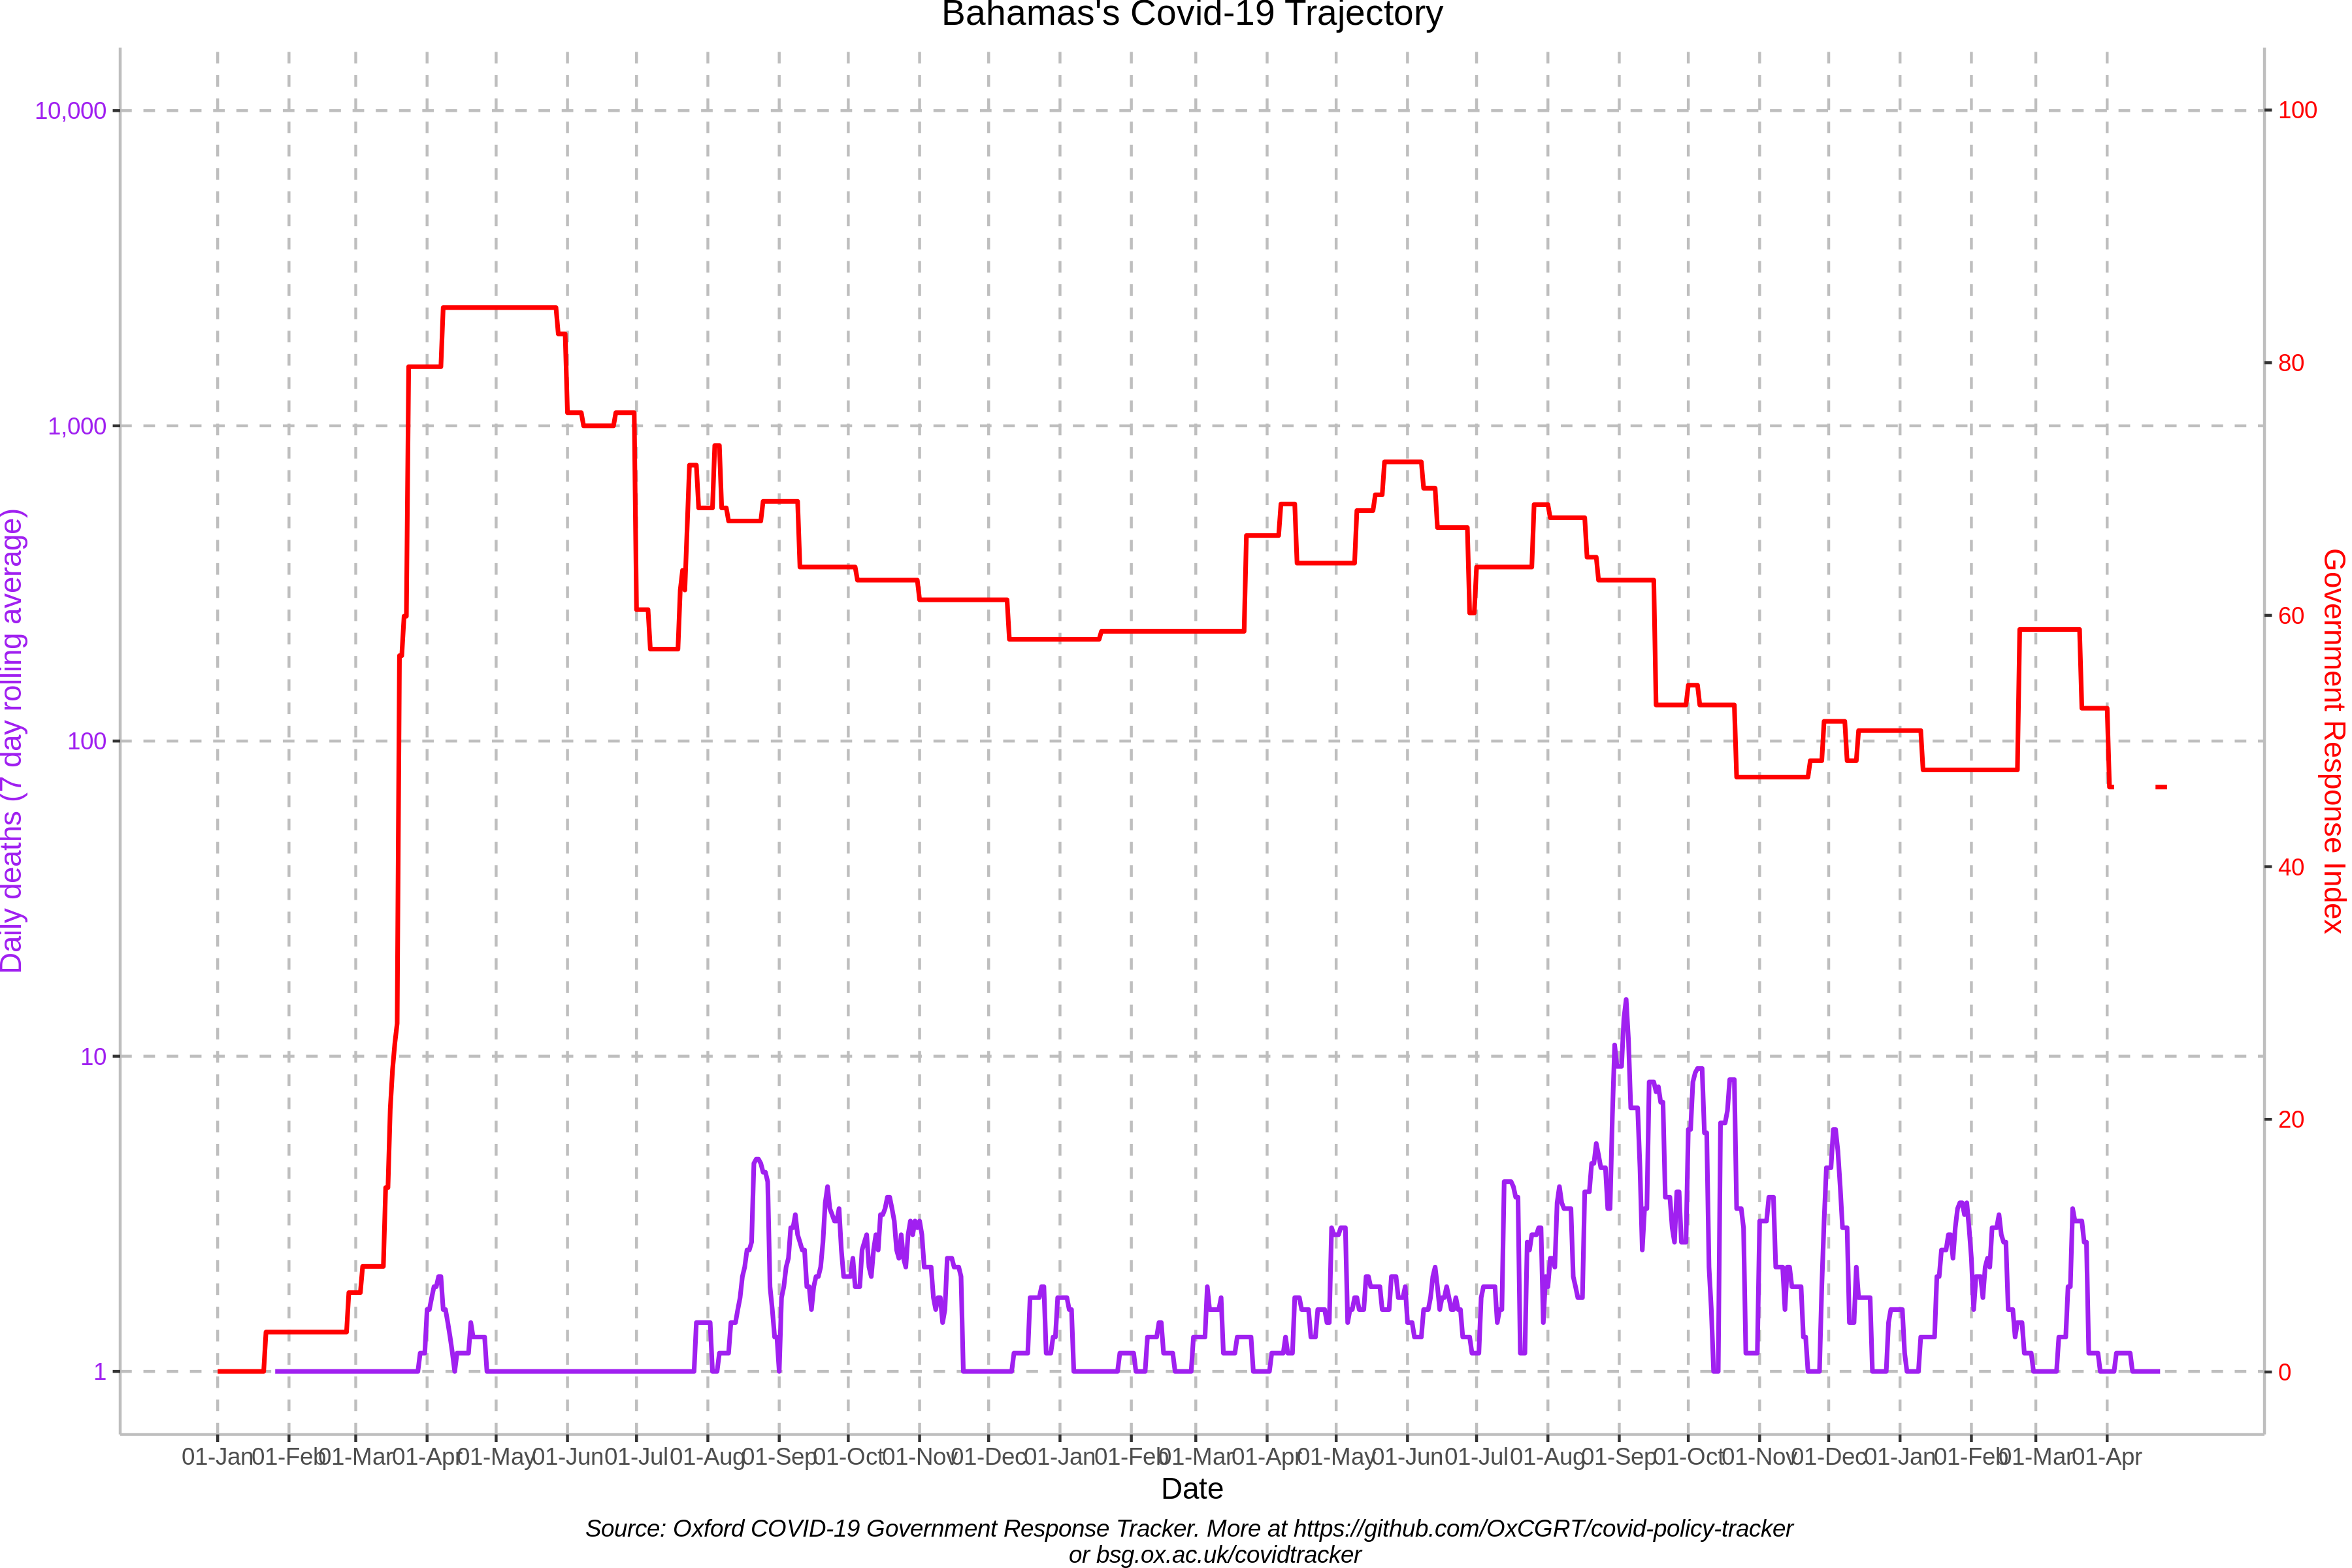 Bahamas's Covid-19 Trajectory
10,000
1,000
100
10
1
Daily deaths (7 day rolling average)
100
80
60
40
20
0
Government Response Index
01-Jan 01-Feb 01-Mar 01-Apr 01-May 01-Jun 01-Jul 01-Aug 01-Sep 01-Oct 01-Nov 01-Dec 01-Jan 01-Feb 01-Mar 01-Apr 01-May 01-Jun 01-Jul 01-Aug 01-Sep 01-Oct 01-Nov 01-Dec 01-Jan 01-Feb 01-Mar 01-Apr
Date
Source: Oxford COVID-19 Government Response Tracker. More at https://github.com/OxCGRT/covid-policy-tracker
or bsg.ox.ac.uk/covidtracker